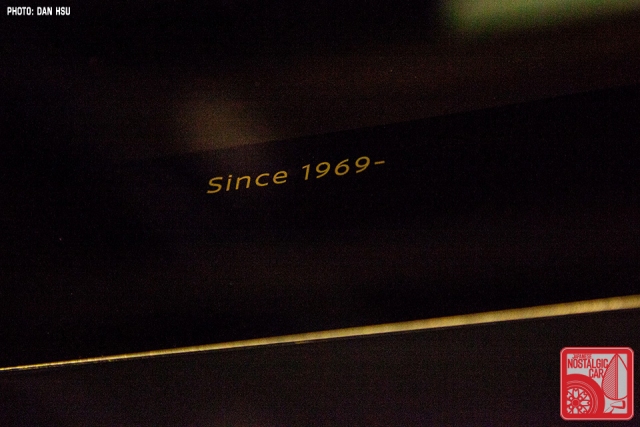 PHOTO: DAN HSU
Since 1969-
JAPANESE
NOSTALGIC
CAR